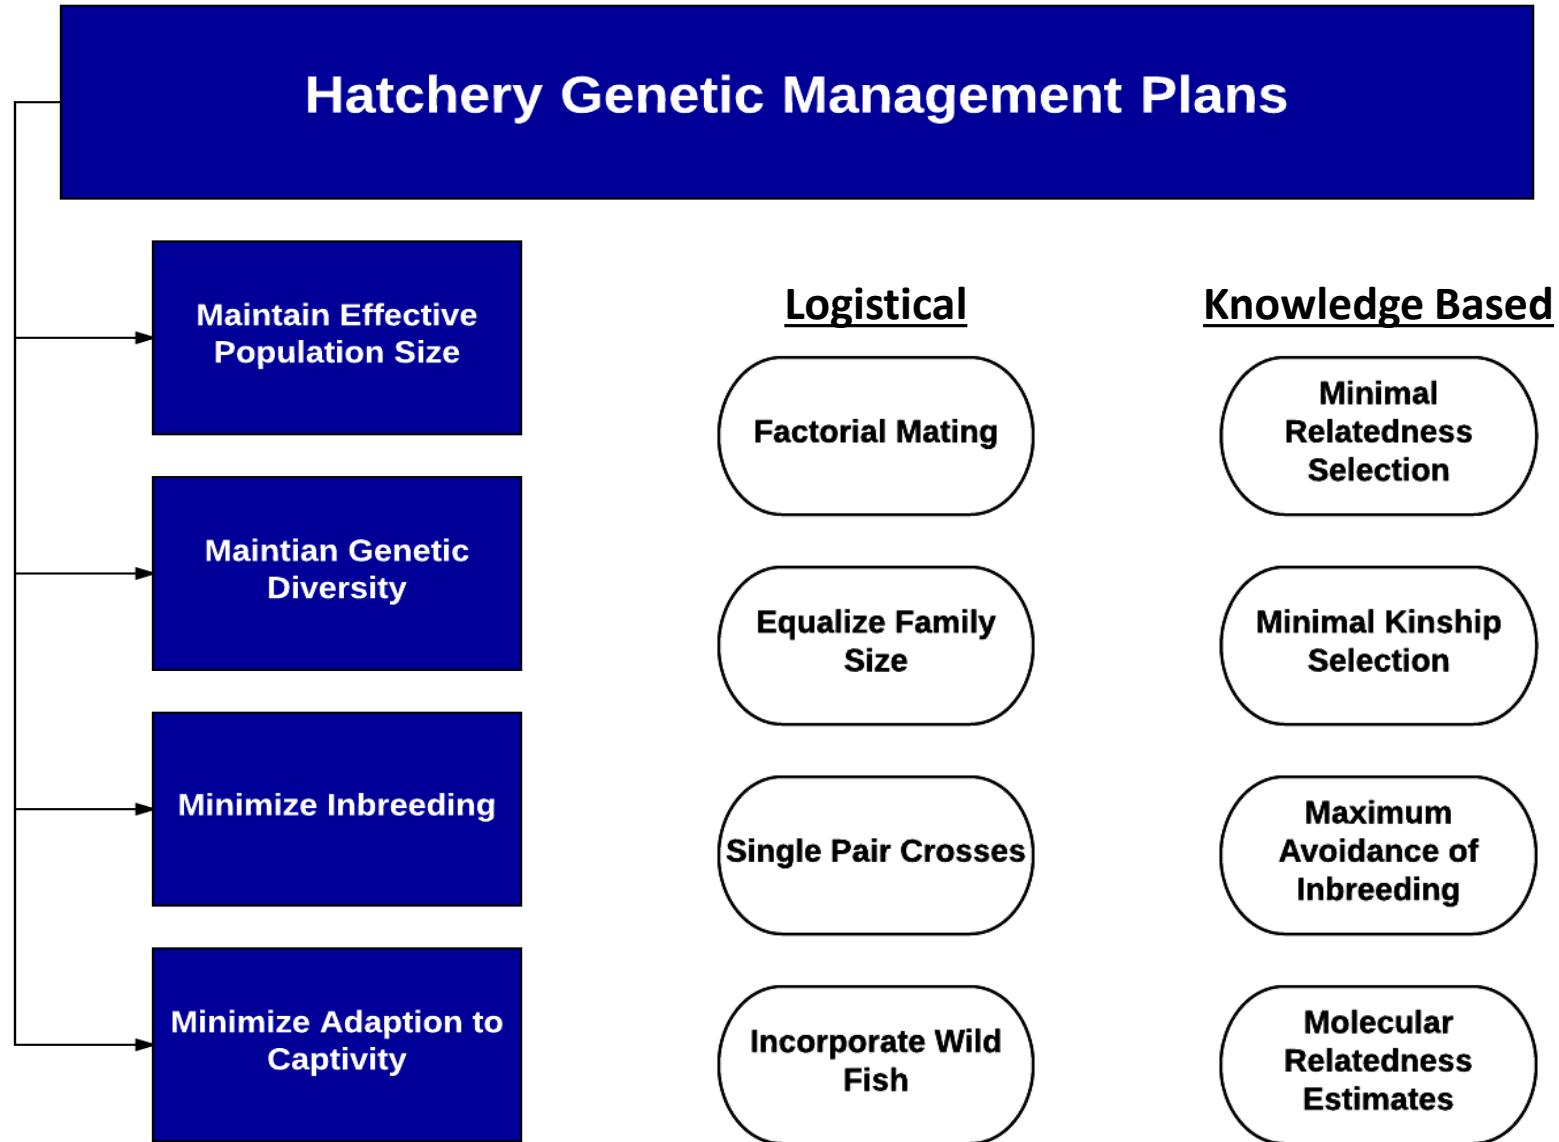 Hatchery Genetic Management Plans
Maintain Effective
Population Size
Maintian Genetic
Diversity
Minimize Inbreeding
Minimize Adaption to
Captivity
Logistical
Factorial Mating
Equalize Family
Size
Single Pair Crosses
Incorporate Wild
Fish
Knowledge Based
Minimal
Relatedness
Selection
Minimal Kinship
Selection
Maximum
Avoidance of
Inbreeding
Molecular
Relatedness
Estimates